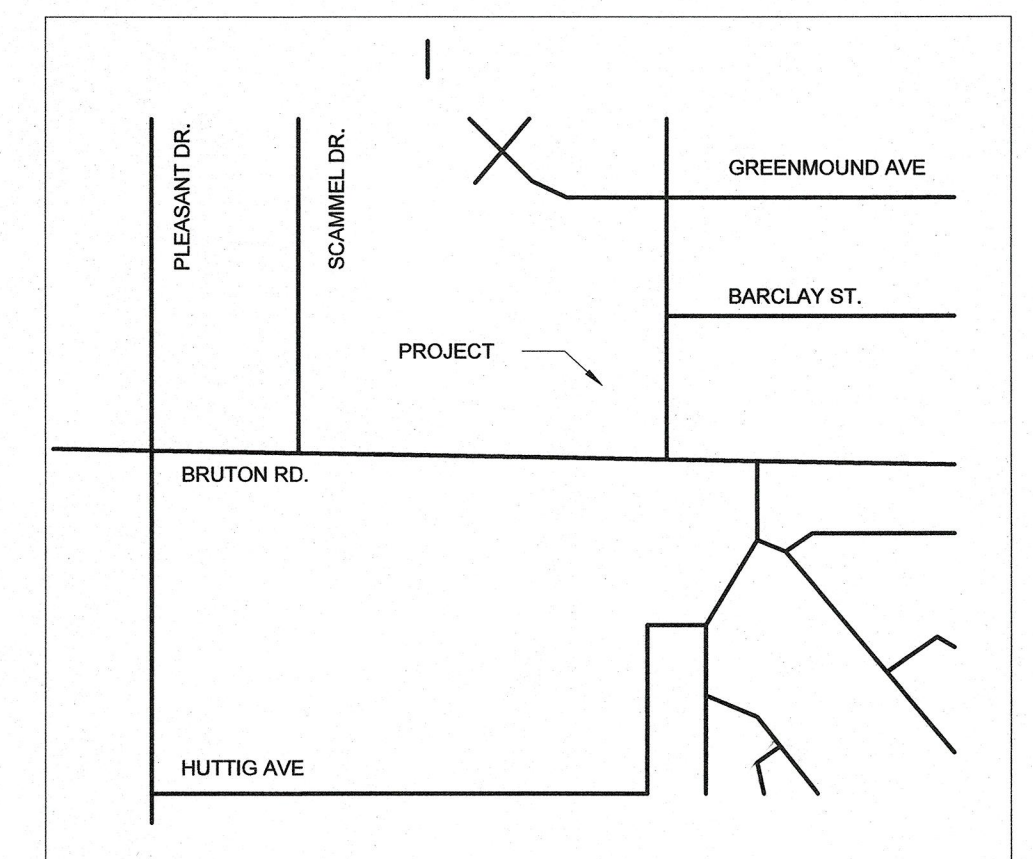 PLEASANT DR.
SCAMMEL DR.
GREENMOUND AVE
BARCLAY ST.
PROJECT
BRUTON RD.
HUTTIG AVE